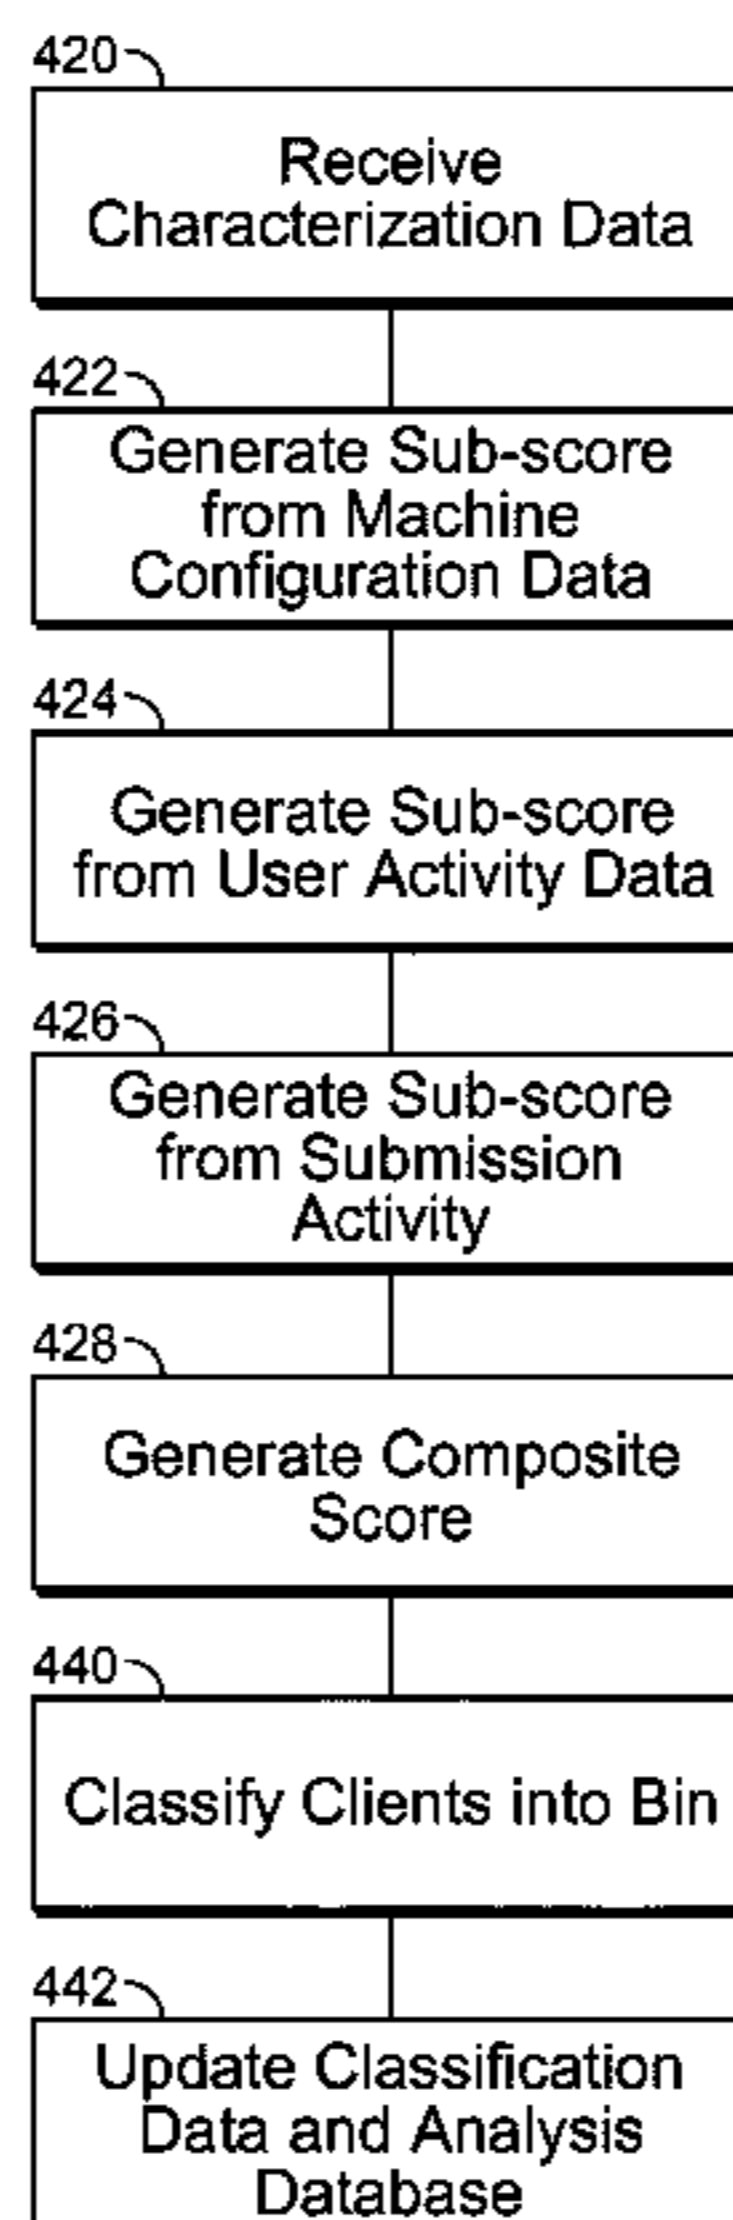 420
Receive
Characterization Data
422
Generate Sub-score
from Machine
Configuration Data
424
Generate Sub-score
from User Activity Data
426
Generate Sub-score
from Submission
Activity
428
Generate Composite
Score
440
Classify Clients into Bin
442
Update Classification
Data and Analysis
Database